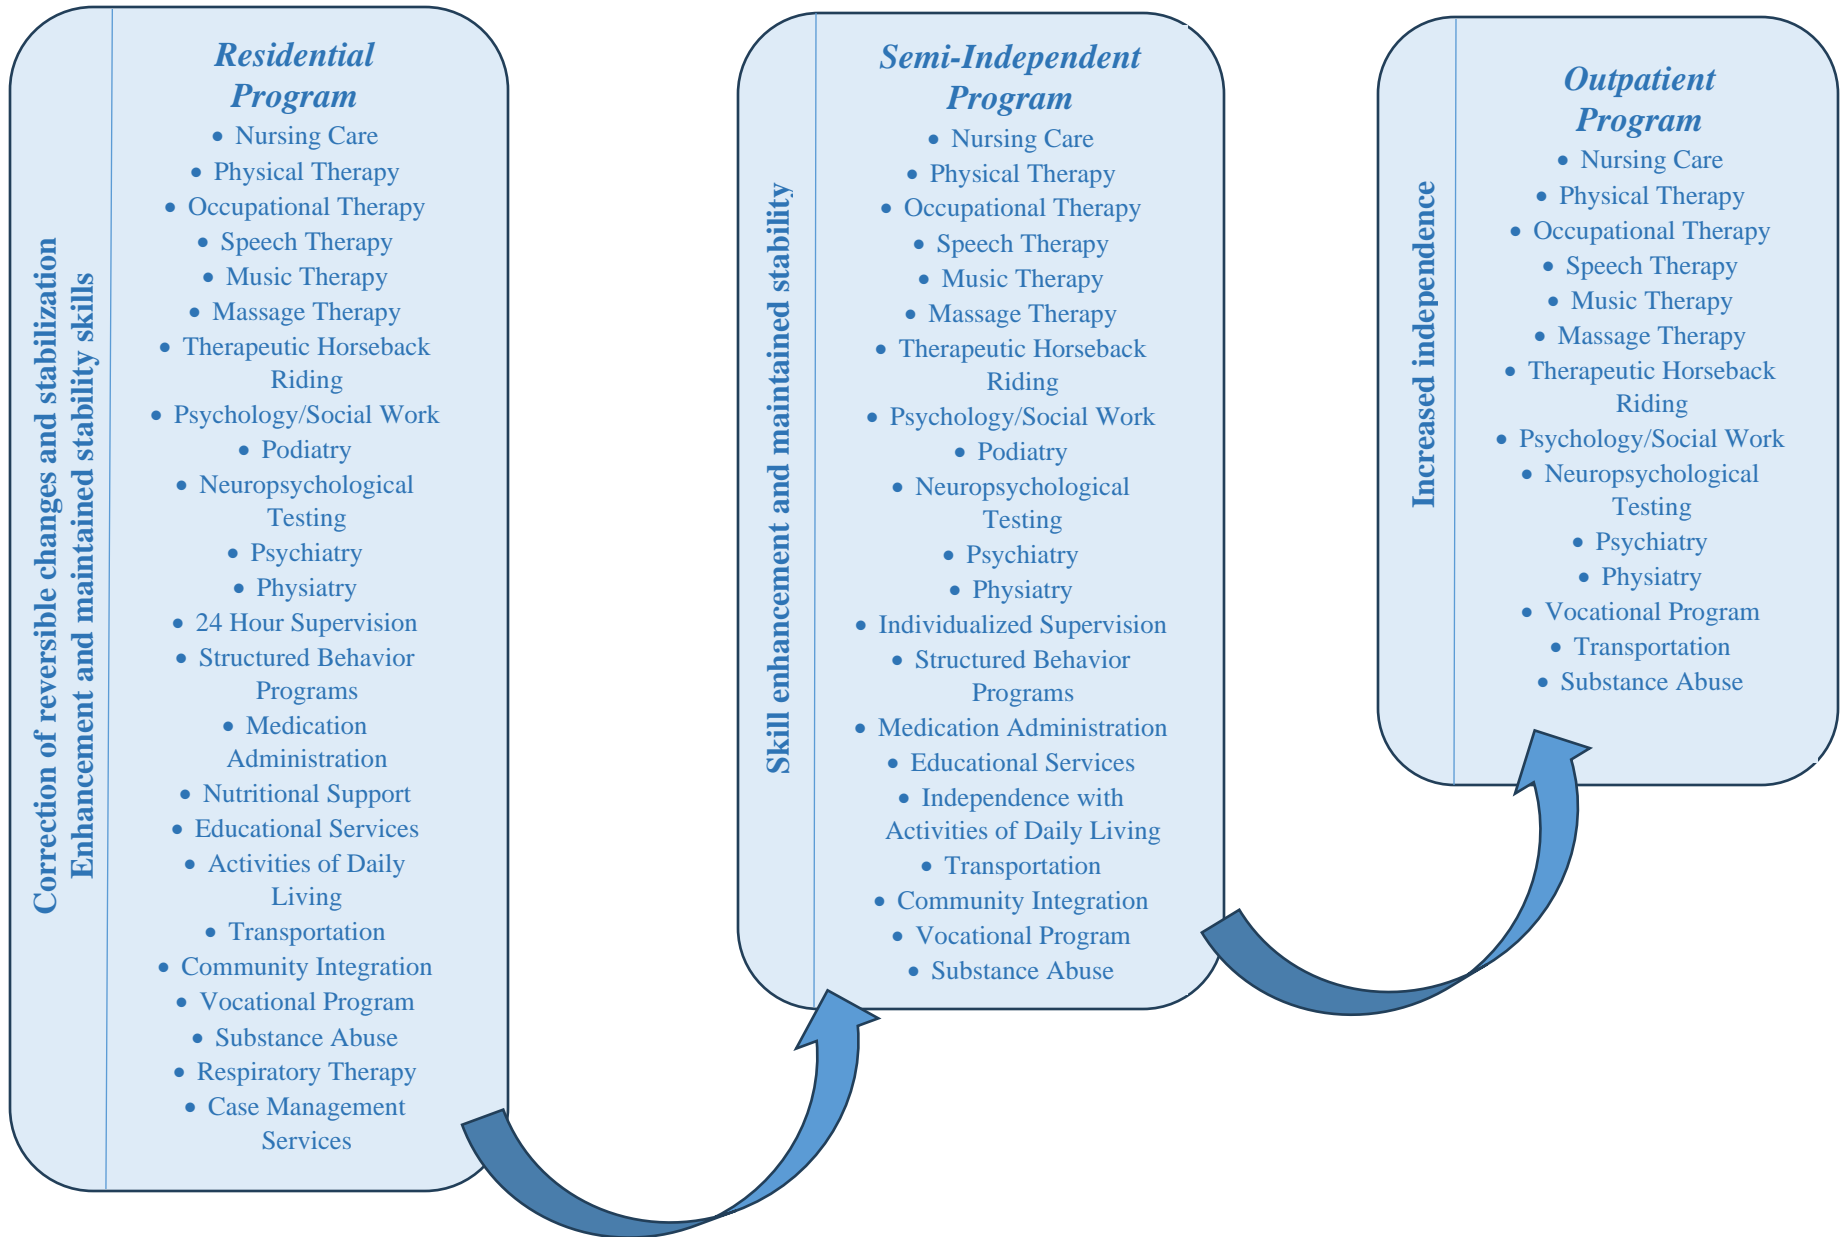 Correction of reversible changes and stabilization
Enhancement and maintained stability skills
Residential
Program
• Nursing Care
• Physical Therapy
• Occupational Therapy
• Speech Therapy
• Music Therapy
• Massage Therapy
• Therapeutic Horseback
Riding
• Psychology/Social Work
• Podiatry
• Neuropsychological
Testing
• Psychiatry
• Physiatry
• 24 Hour Supervision
• Structured Behavior
Programs
• Medication
Administration
• Nutritional Support
• Educational Services
• Activities of Daily
Living
• Transportation
• Community Integration
• Vocational Program
• Substance Abuse
• Respiratory Therapy
• Case Management
Services
Skill enhancement and maintained stability
Semi-Independent
Program
• Nursing Care
• Physical Therapy
• Occupational Therapy
• Speech Therapy
• Music Therapy
• Massage Therapy
• Therapeutic Horseback
Riding
• Psychology/Social Work
• Podiatry
• Neuropsychological
Testing
• Psychiatry
• Physiatry
• Individualized Supervision
• Structured Behavior
Programs
• Medication Administration
• Educational Services
• Independence with
Activities of Daily Living
• Transportation
• Community Integration
• Vocational Program
• Substance Abuse
Increased independence
Outpatient
Program
• Nursing Care
• Physical Therapy
• Occupational Therapy
• Speech Therapy
• Music Therapy
• Massage Therapy
• Therapeutic Horseback
Riding
• Psychology/Social Work
• Neuropsychological
Testing
• Psychiatry
• Physiatry
• Vocational Program
• Transportation
• Substance Abuse